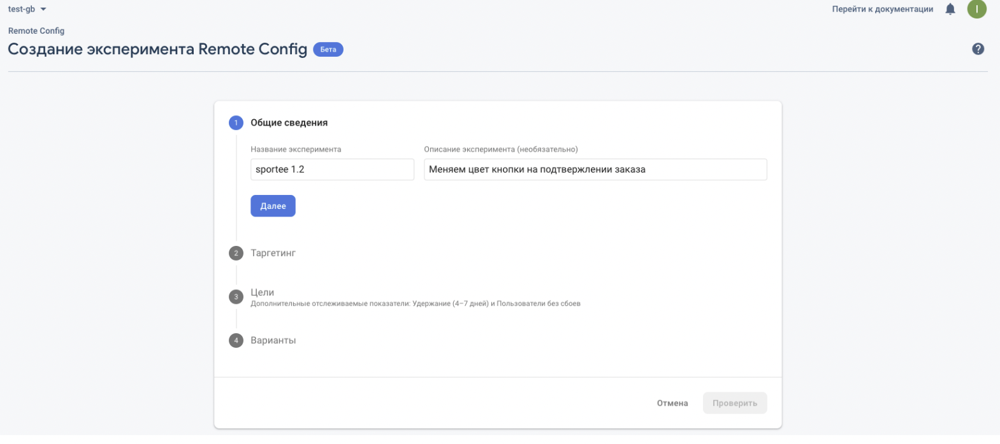 test-gb
Перейти к документации
I
Remote Config
Создание эксперимента Remote Config Бета
?
1 Общие сведения
Название эксперимента Описание эксперимента (необязательно)
sportee 1.2 Меняем цвет кнопки на подтвержлении заказа
Далее
2 Таргетинг
3 Цели
Дополнительные отслеживаемые показатели: Удержание (4–7 дней) и Пользователи без сбоев
4 Варианты
Отмена Проверить